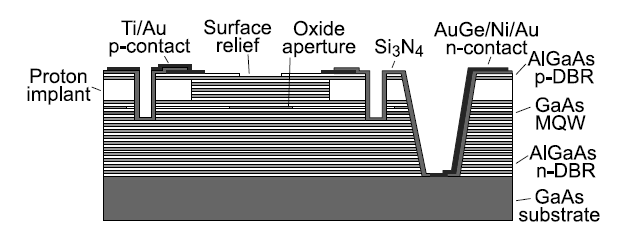 Ti/Au
p-contact
Surface
relief
Oxide
aperture
Si3N4
AuGe/Ni/Au
n-contact
Proton
implant
AlGaAs
p-DBR
GaAs
MQW
AlGaAs
n-DBR
GaAs
substrate